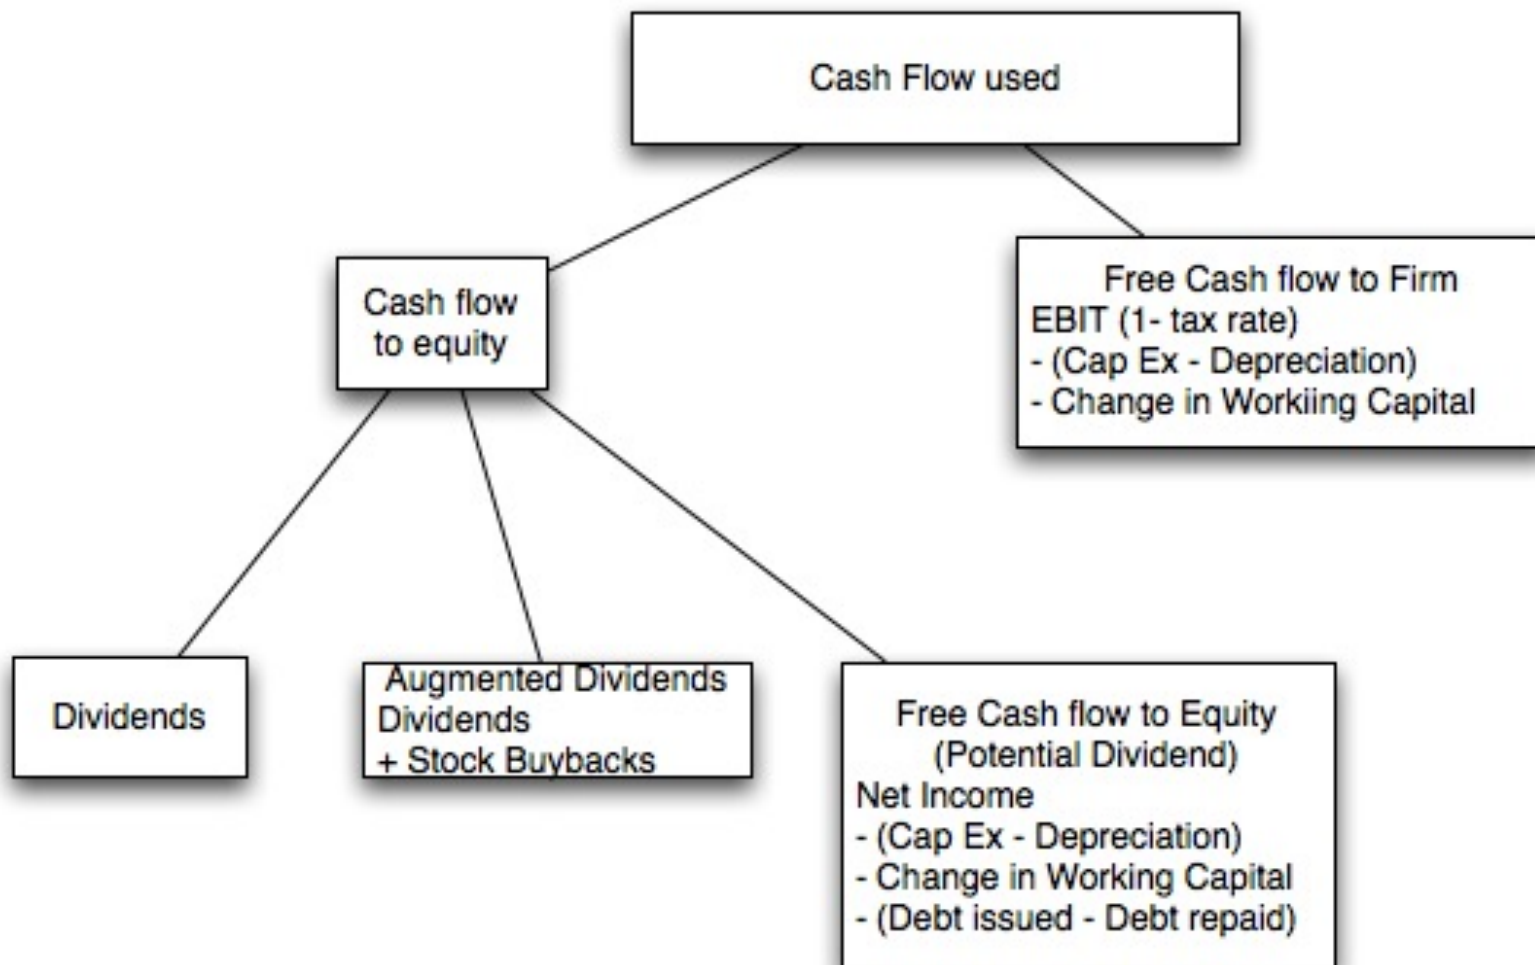 Cash Flow used
Cash flow
to equity
Free Cash flow to Firm
EBIT (1- tax rate)
- (Cap Ex - Depreciation)
- Change in Workiing Capital
Dividends
Augmented Dividends
Dividends
+ Stock Buybacks
Free Cash flow to Equity
(Potential Dividend)
Net Income
- (Cap Ex - Depreciation)
- Change in Working Capital
- (Debt issued - Debt repaid)